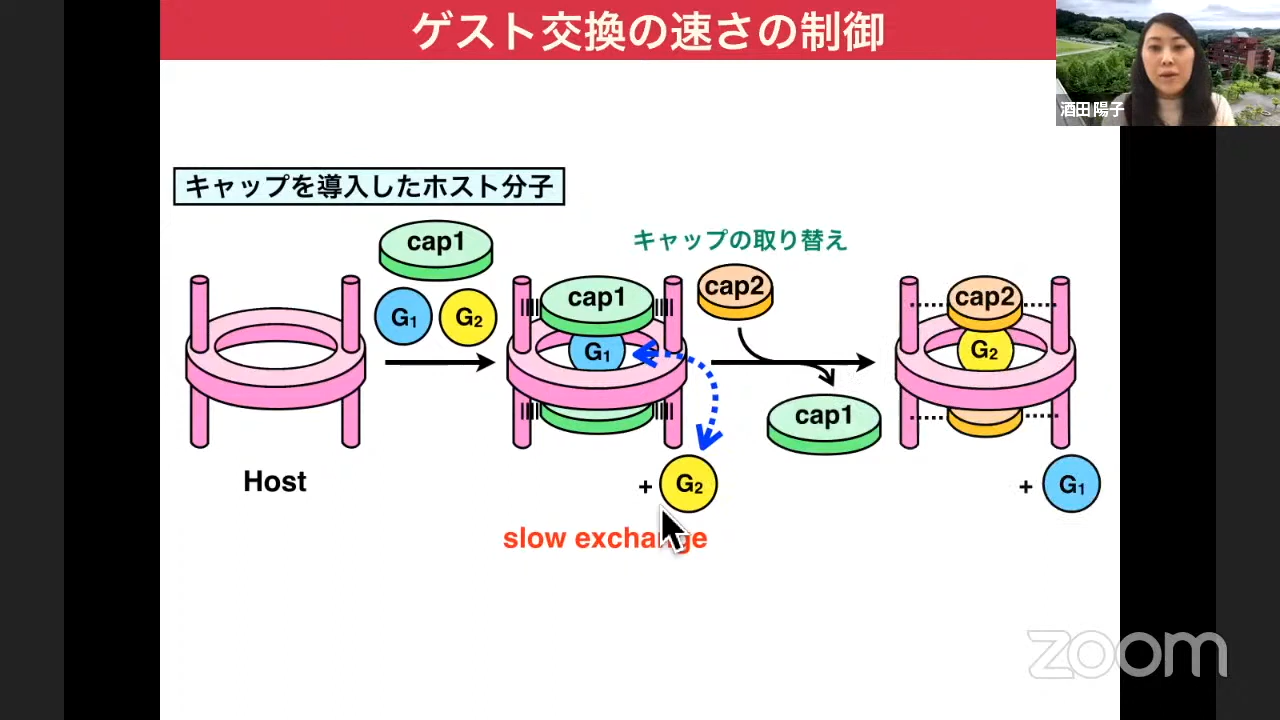 ゲスト交換の速さの制御
酒田 陽子
キャップを導入したホスト分子
cap1
G1
G2
キャップの取り替え
cap2
cap1
G1
cap1
cap2
G2
Host
+ G2
+ G1
slow exchange
zoom